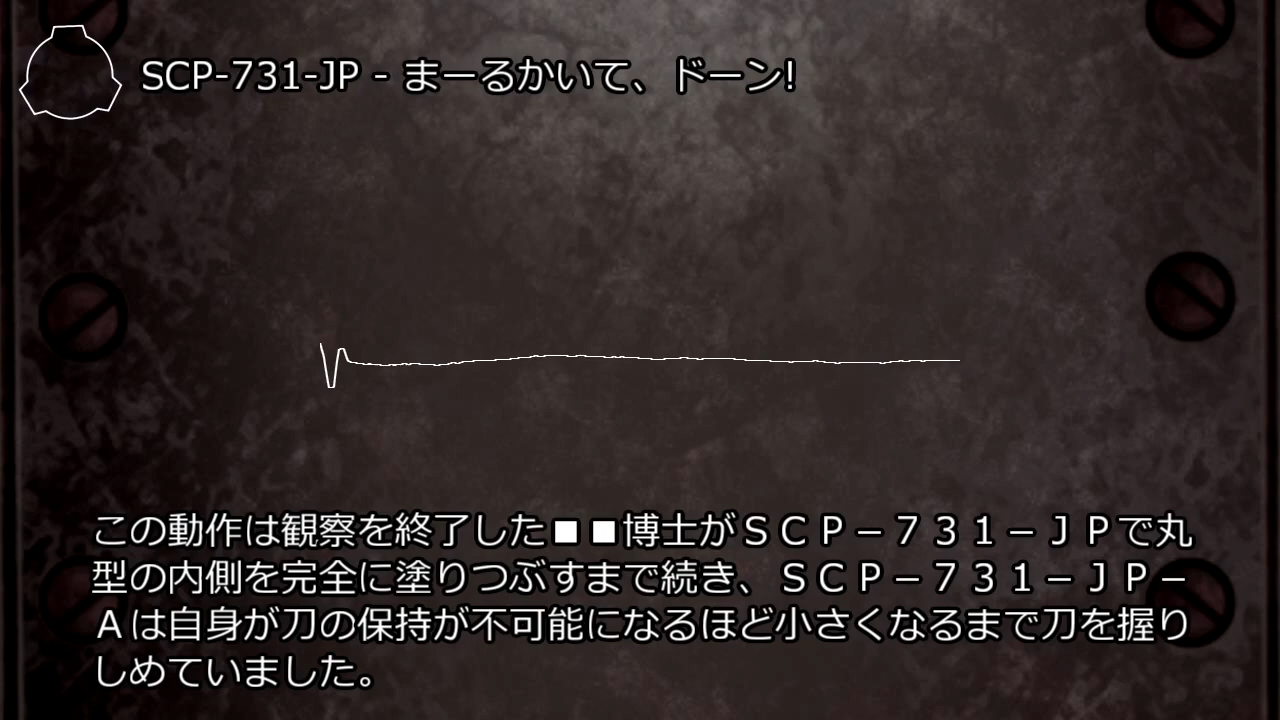 SCP-731-JP - まーるかいて、ドーン!
この動作は観察を終了した■■博士がＳＣＰ－７３１－ＪＰで丸
型の内側を完全に塗りつぶすまで続き、ＳＣＰ－７３１－ＪＰ－
Ａは自身が刀の保持が不可能になるほど小さくなるまで刀を握り
しめていました。